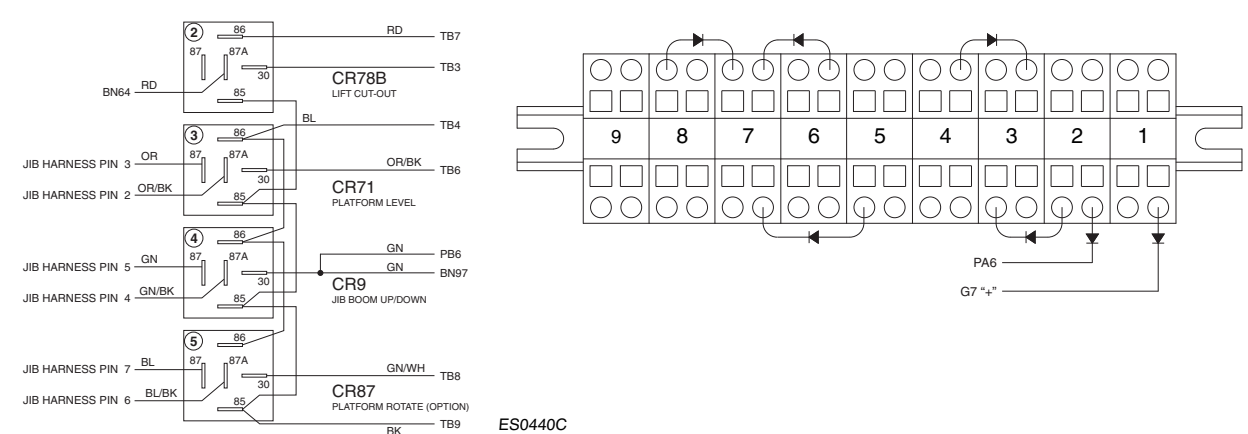 2 86 RD TB7
87 87A
30 TB3
BN64 RD
CR78B
LIFT CUT-OUT
85
BL TB4
3 86
JIB HARNESS PIN 3 OR 87 87A
OR/BK TB6
30
JIB HARNESS PIN 2 OR/BK
CR71
PLATFORM LEVEL
85
4 86
GN PB6
JIB HARNESS PIN 5 GN 87 87A
GN BN97
30
JIB HARNESS PIN 4 GN/BK
CR9
JIB BOOM UP/DOWN
85
5 86
JIB HARNESS PIN 7 BL 87 87A
GN/WH TB8
30
JIB HARNESS PIN 6 BL/BK
CR87
PLATFORM ROTATE (OPTION)
85
BK TB9
9 8 7 6 5 4 3 2 1
PA6
G7 “+”
ES0440C